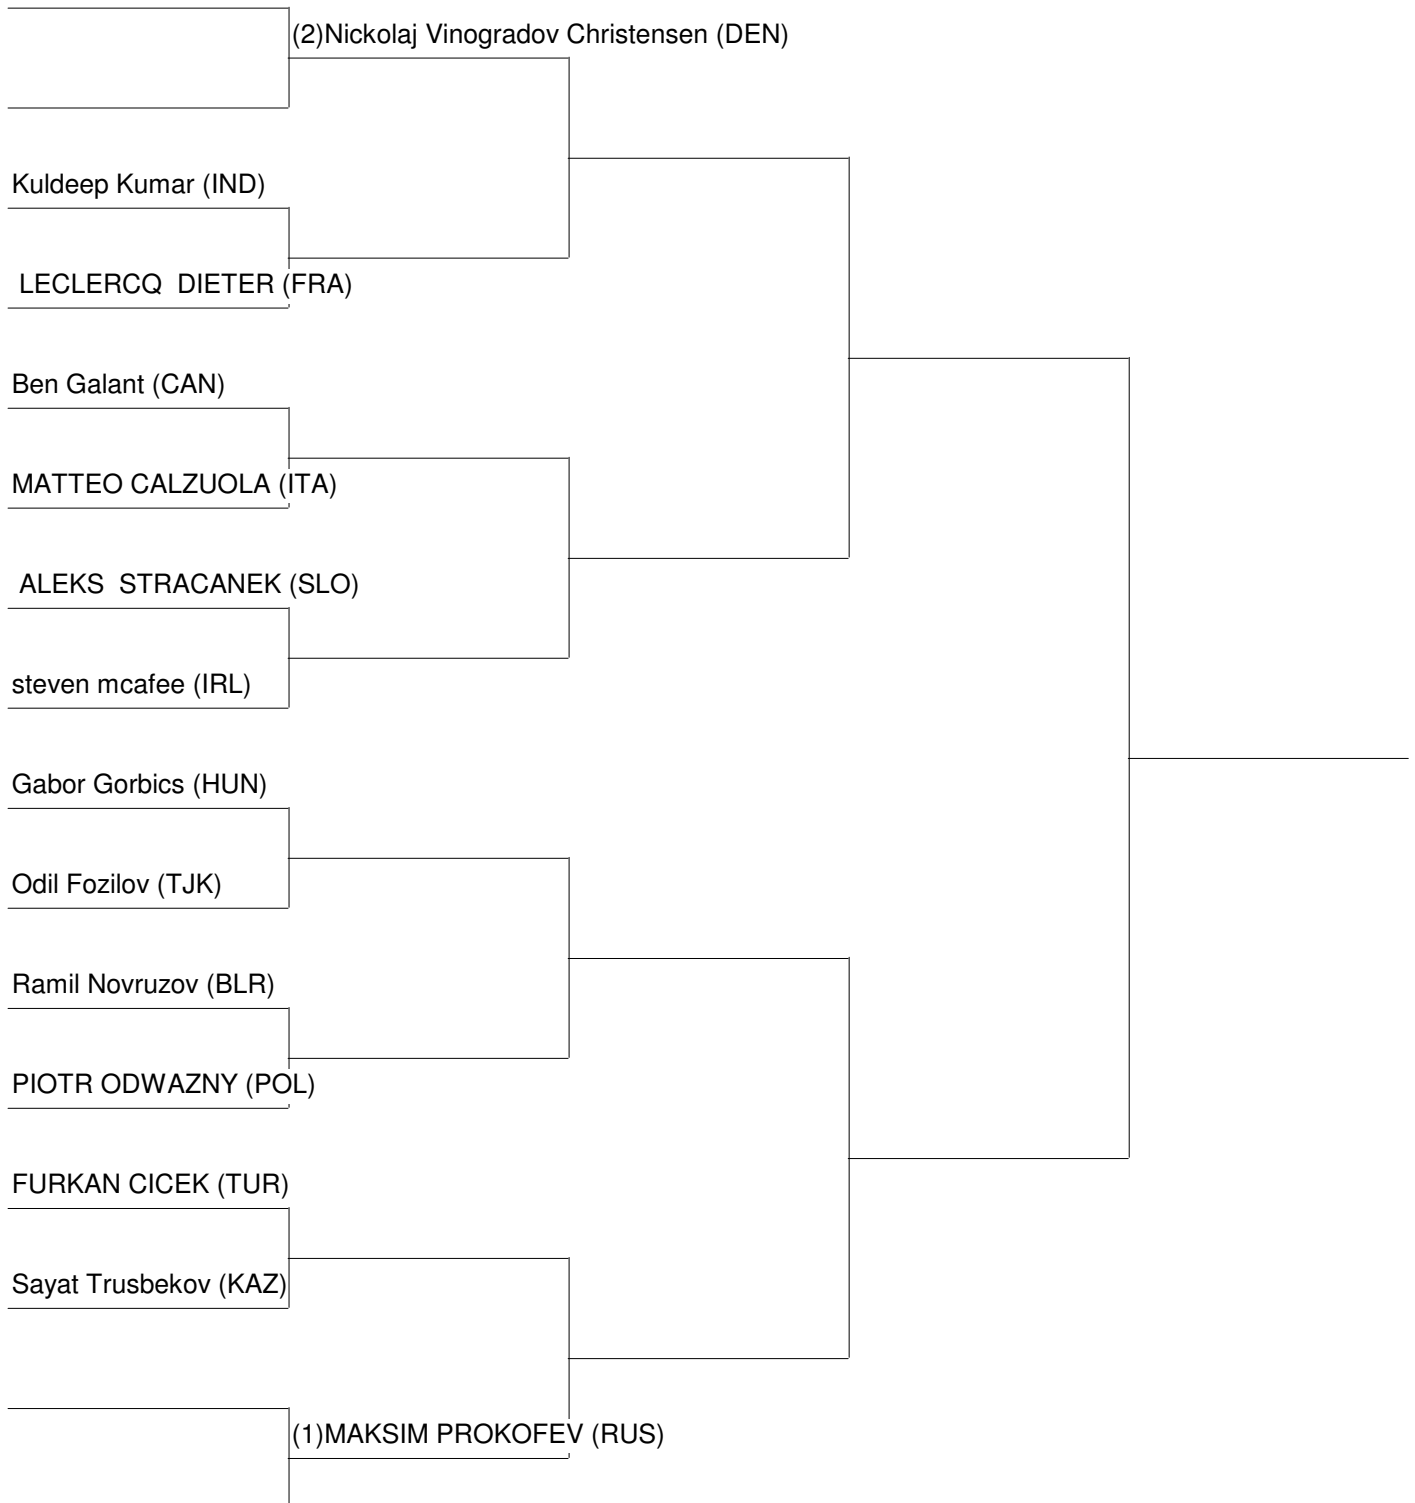 (2)Nickolaj Vinogradov Christensen (DEN)
Kuldeep Kumar (IND)
LECLERCQ  DIETER (FRA)
Ben Galant (CAN)
MATTEO CALZUOLA (ITA)
ALEKS  STRACANEK (SLO)
steven mcafee (IRL)
Gabor Gorbics (HUN)
Odil Fozilov (TJK)
Ramil Novruzov (BLR)
PIOTR ODWAZNY (POL)
FURKAN CICEK (TUR)
Sayat Trusbekov (KAZ)
(1)MAKSIM PROKOFEV (RUS)